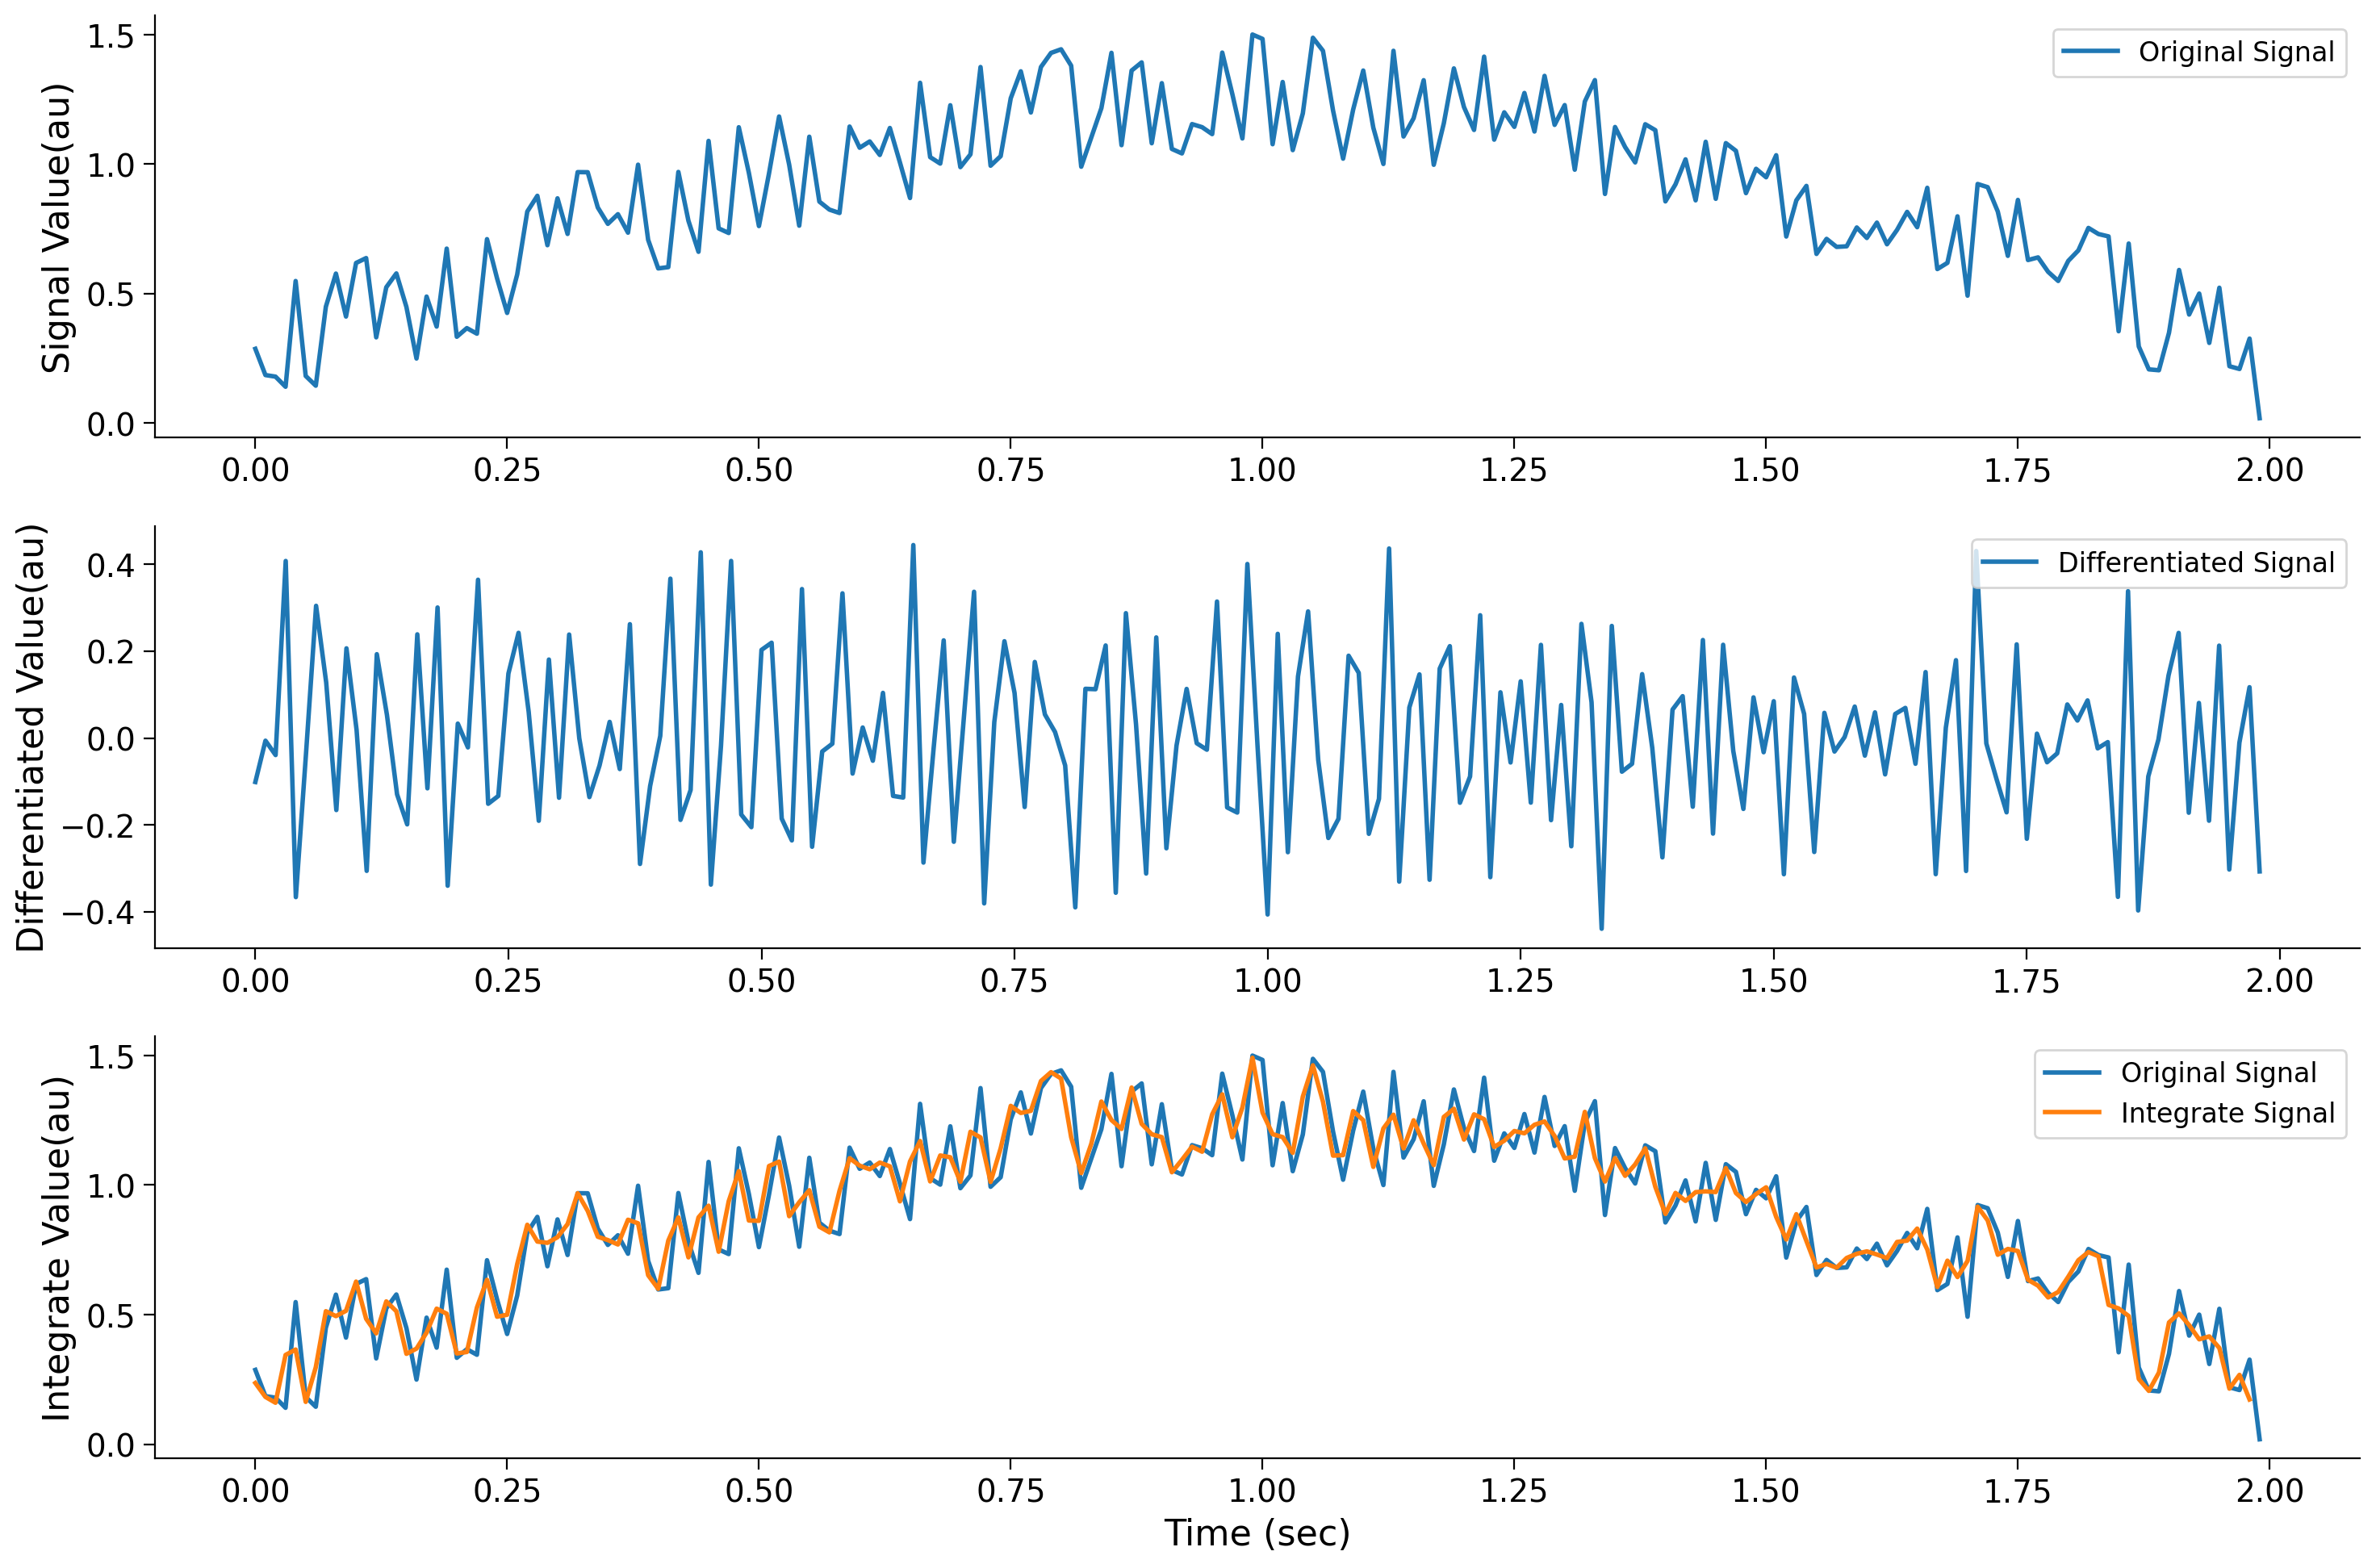 Signal Value(au)
1.5
1.0
0.5
0.0
Original Signal
0.00 0.25 0.50 0.75 1.00 1.25 1.50 1.75 2.00
Differentiated Value(au)
0.4
0.2
0.0
−0.2
−0.4
Differentiated Signal
0.00 0.25 0.50 0.75 1.00 1.25 1.50 1.75 2.00
Integrate Value(au)
1.5
1.0
0.5
0.0
Original Signal
Integrate Signal
0.00 0.25 0.50 0.75 1.00 1.25 1.50 1.75 2.00
Time (sec)